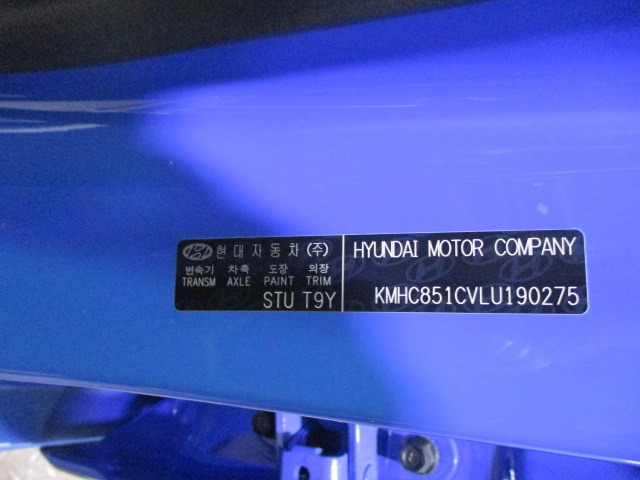 현대자동차(주)
변속기 차축 도장 의장
TRANSM AXLE PAINT TRIM
STU T9Y
HYUNDAI MOTOR COMPANY
KMHC851CVLU190275